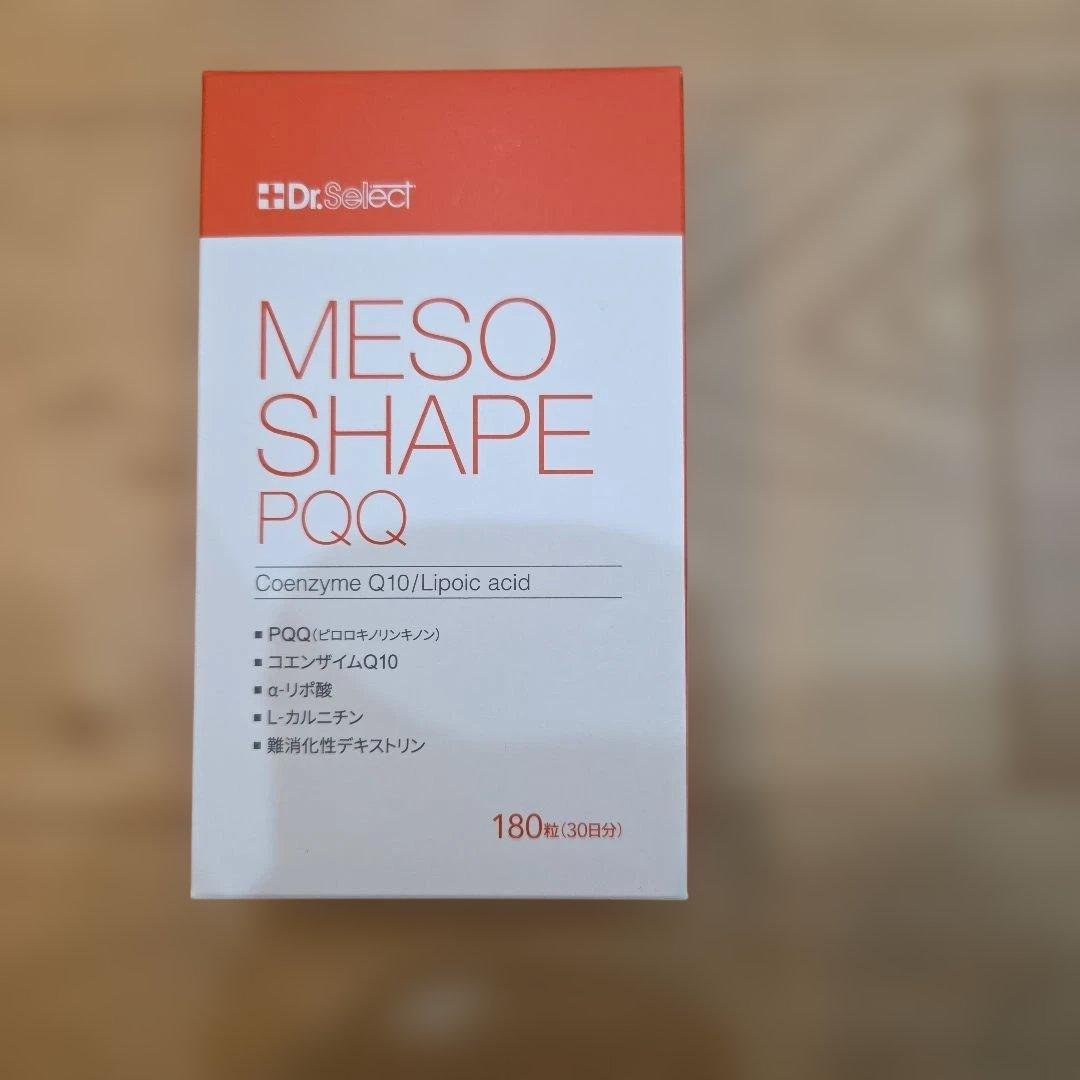 Dr.Select
MESO
SHAPE
PQQ
Coenzyme Q10/Lipoic acid
▪ PQQ(ピロロキノリンキノン)
▪ コエンザイムQ10
▪ α-リポ酸
▪ L-カルニチン
▪ 難消化性デキストリン
180粒(30日分)